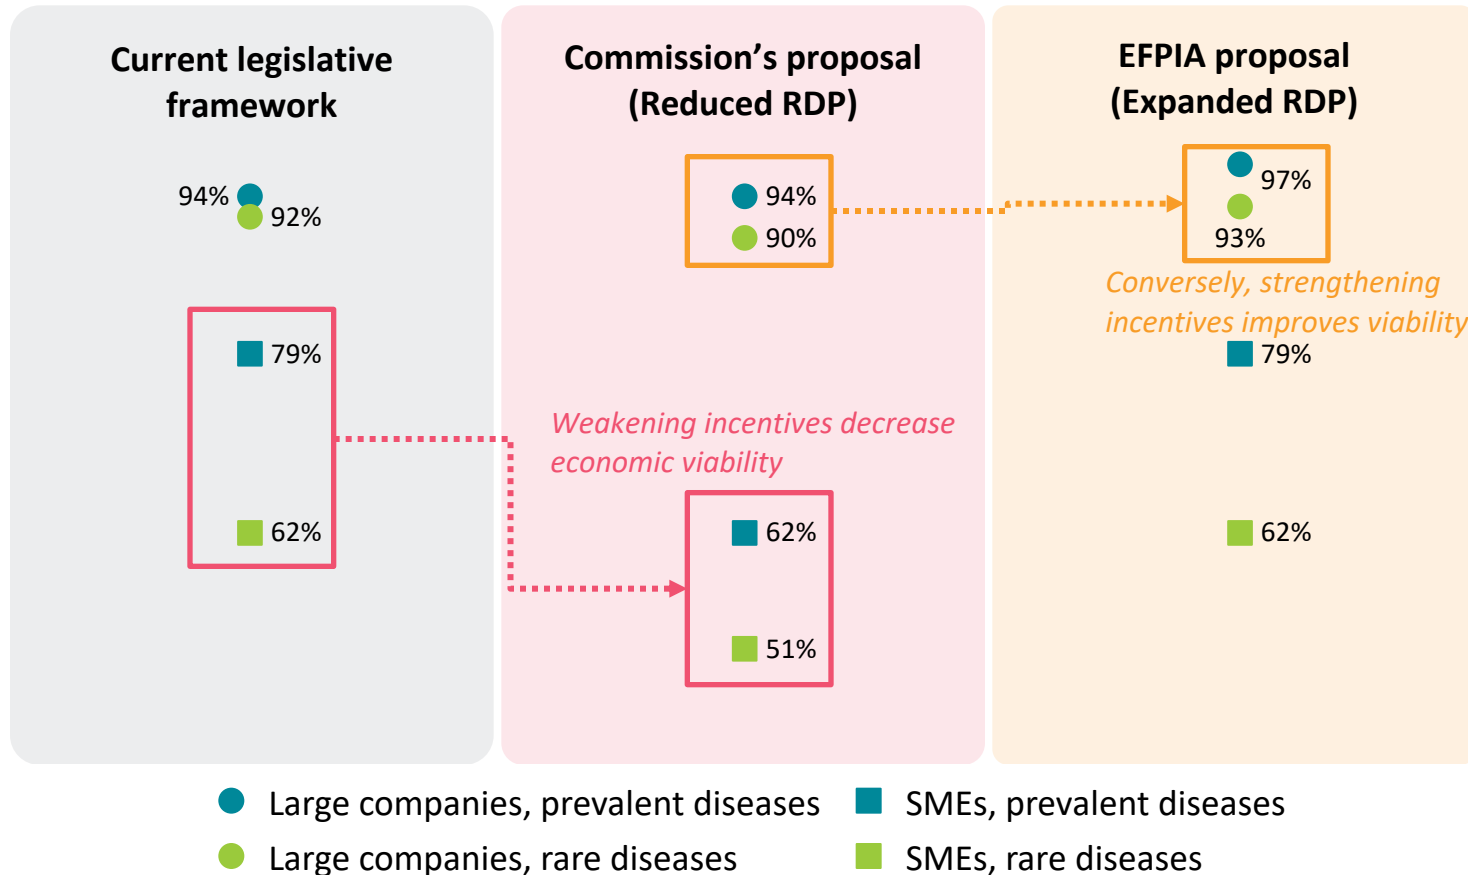 Current legislative
framework
94%
92%
79%
62%
Commission’s proposal
(Reduced RDP)
94%
90%
Weakening incentives decrease
economic viability
62%
51%
EFPIA proposal
(Expanded RDP)
97%
93%
Conversely, strengthening
incentives improves viability
79%
62%
Large companies, prevalent diseases
SMEs, prevalent diseases
Large companies, rare diseases
SMEs, rare diseases